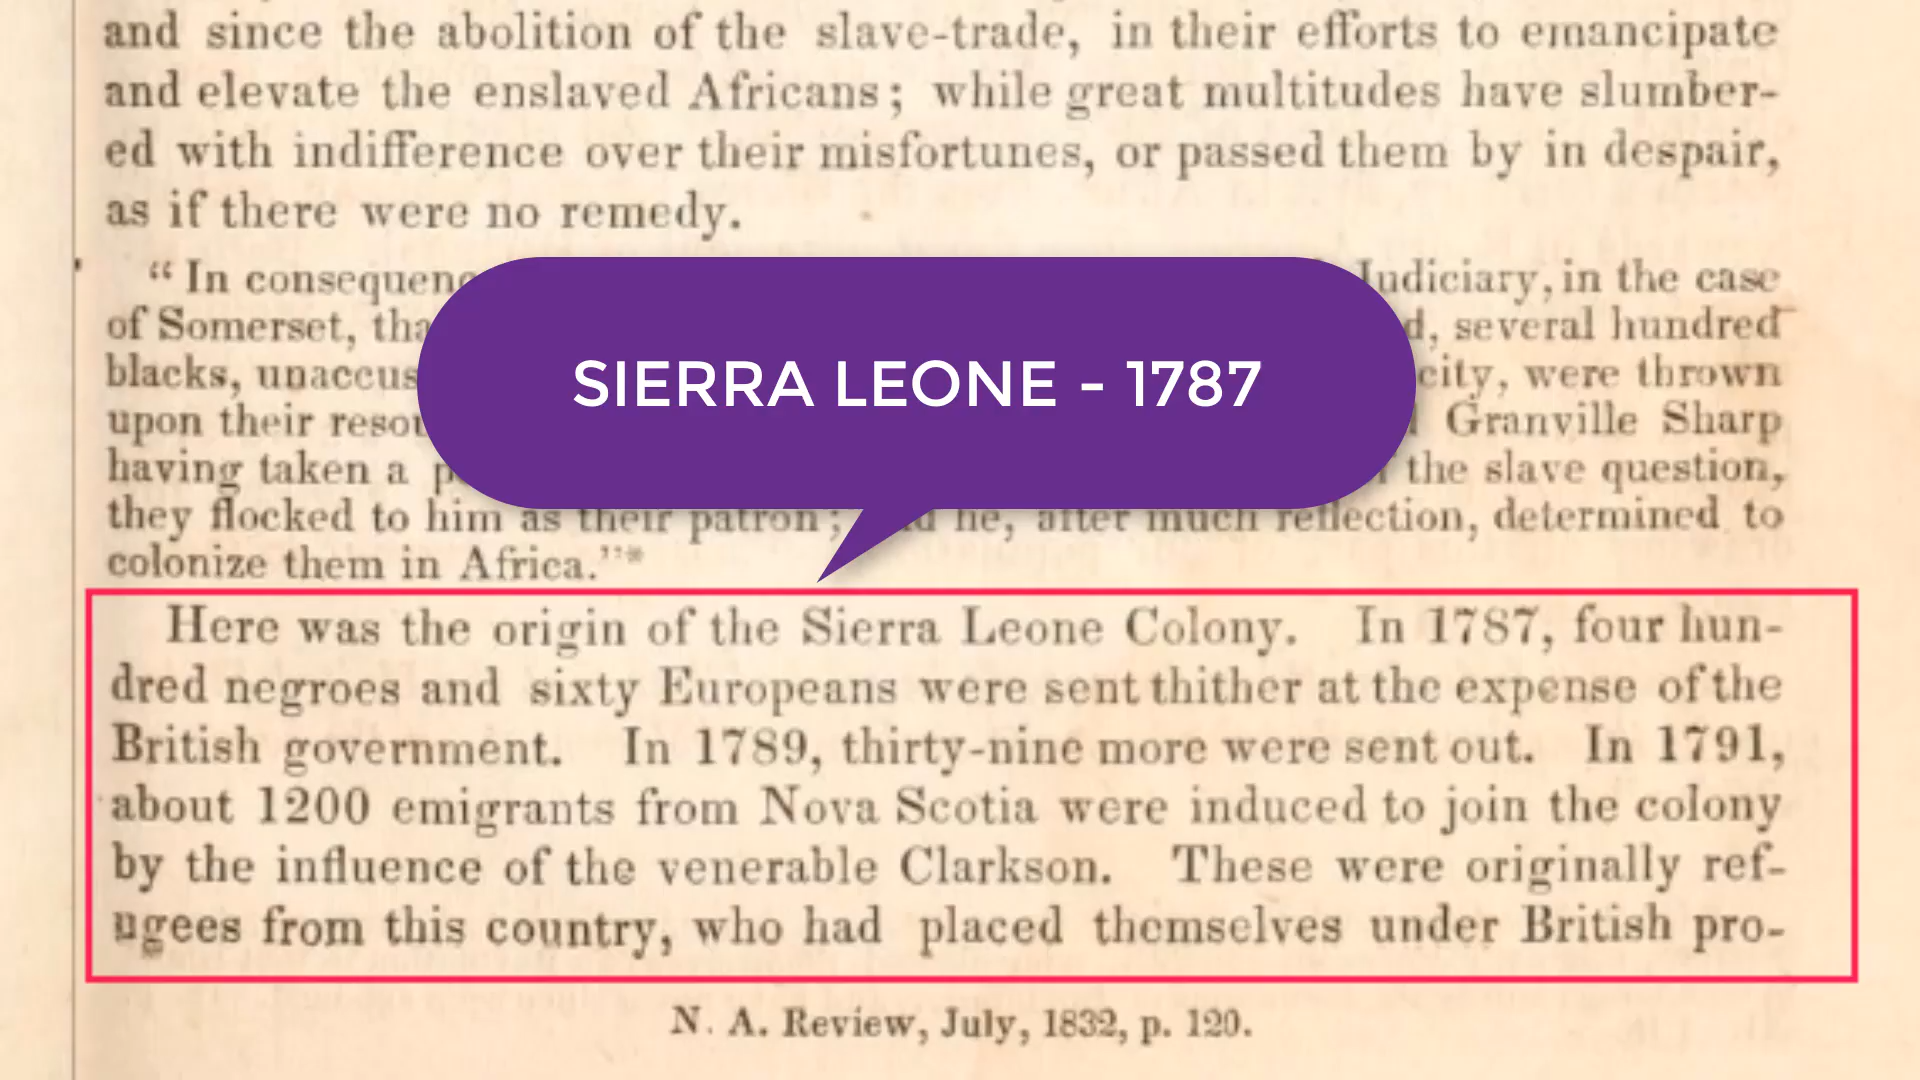 and since the abolition of the slave-trade, in their efforts to emancipate
and elevate the enslaved Africans; while great multitudes have slumber-
ed with indifference over their misfortunes, or passed them by in despair,
as if there were no remedy.
“ In consequenc Judiciary, in the case
of Somerset, tha d, several hundred
blacks, unaccus city, were thrown
upon their resou Granville Sharp
having taken a p the slave question,
they flocked to him as their patron; he, after much reflection, determined to
colonize them in Africa.”*
SIERRA LEONE - 1787
Here was the origin of the Sierra Leone Colony. In 1787, four hun-
dred negroes and sixty Europeans were sent thither at the expense of the
British government. In 1789, thirty-nine more were sent out. In 1791,
about 1200 emigrants from Nova Scotia were induced to join the colony
by the influence of the venerable Clarkson. These were originally ref-
ugees from this country, who had placed themselves under British pro-
N. A. Review, July, 1832, p. 120.